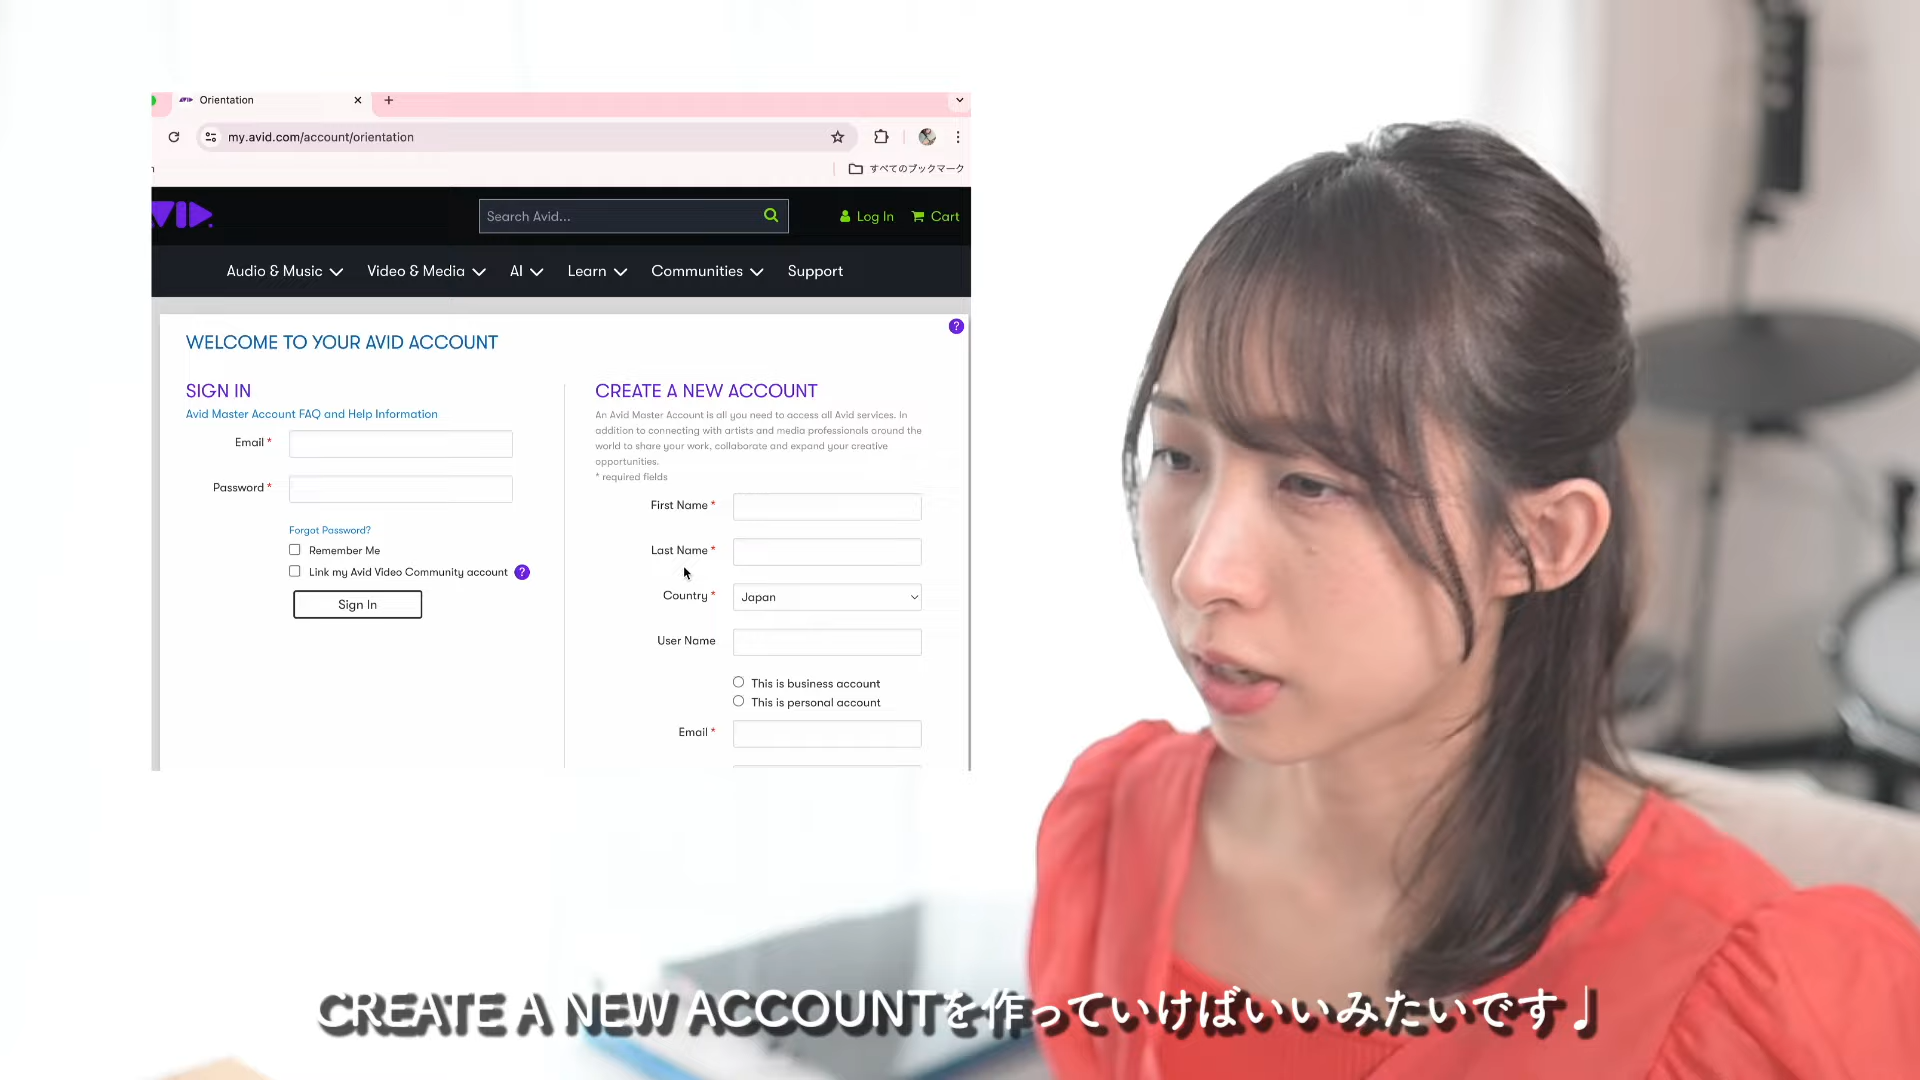 Orientation
my.avid.com/account/orientation
すべてのブックマーク
AVID
Search Avid...
Log In
Cart
Audio & Music
Video & Media
AI
Learn
Communities
Support
WELCOME TO YOUR AVID ACCOUNT
SIGN IN
Avid Master Account FAQ and Help Information
Email *
Password *
Forgot Password?
Remember Me
Link my Avid Video Community account ?
Sign In
CREATE A NEW ACCOUNT
An Avid Master Account is all you need to access all Avid services. In
addition to connecting with artists and media professionals around the
world to share your work, collaborate and expand your creative
opportunities.
* required fields
First Name *
Last Name *
Country *
Japan
User Name
This is business account
This is personal account
Email *
CREATE A NEW ACCOUNTを作っていけばいいみたいです♩